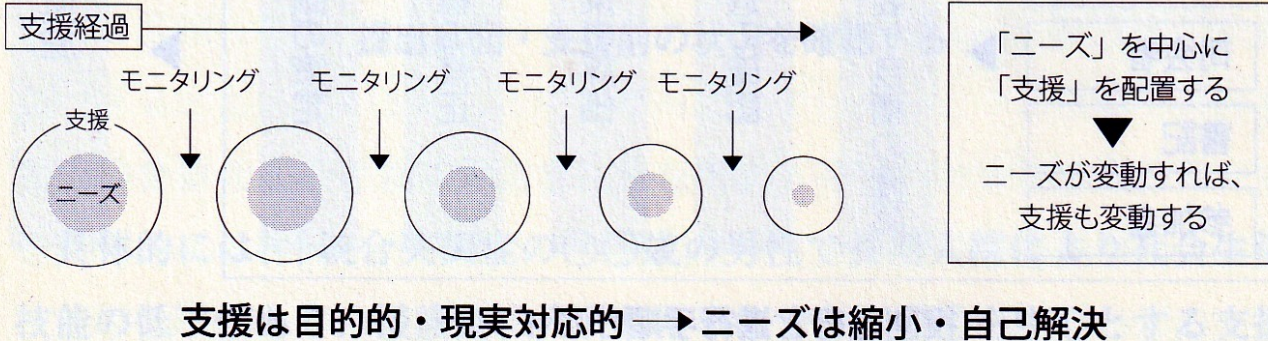 支援経過
モニタリング
モニタリング
モニタリング
モニタリング
支援
ニーズ
「ニーズ」を中心に
「支援」を配置する
ニーズが変動すれば、
支援も変動する
支援は目的的・現実対応的→ニーズは縮小・自己解決